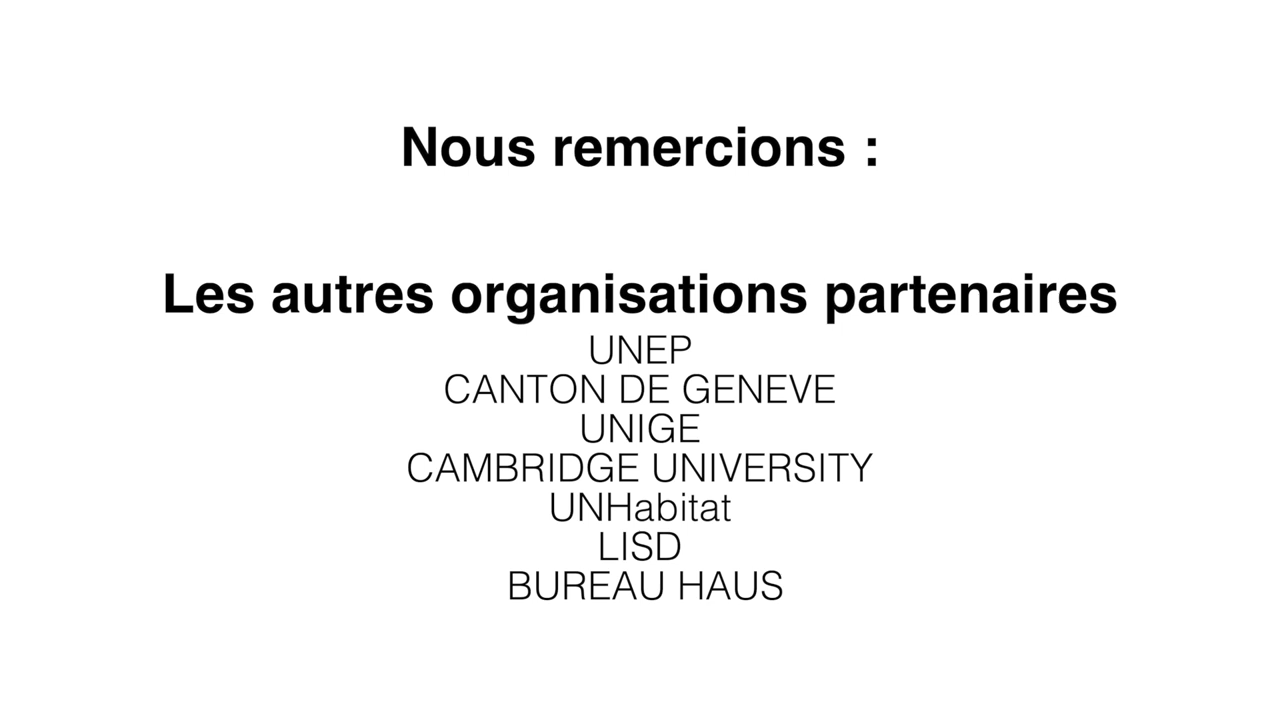 Nous remercions :
Les autres organisations partenaires
UNEP
CANTON DE GENEVE
UNIGE
CAMBRIDGE UNIVERSITY
UNHabitat
LISD
BUREAU HAUS